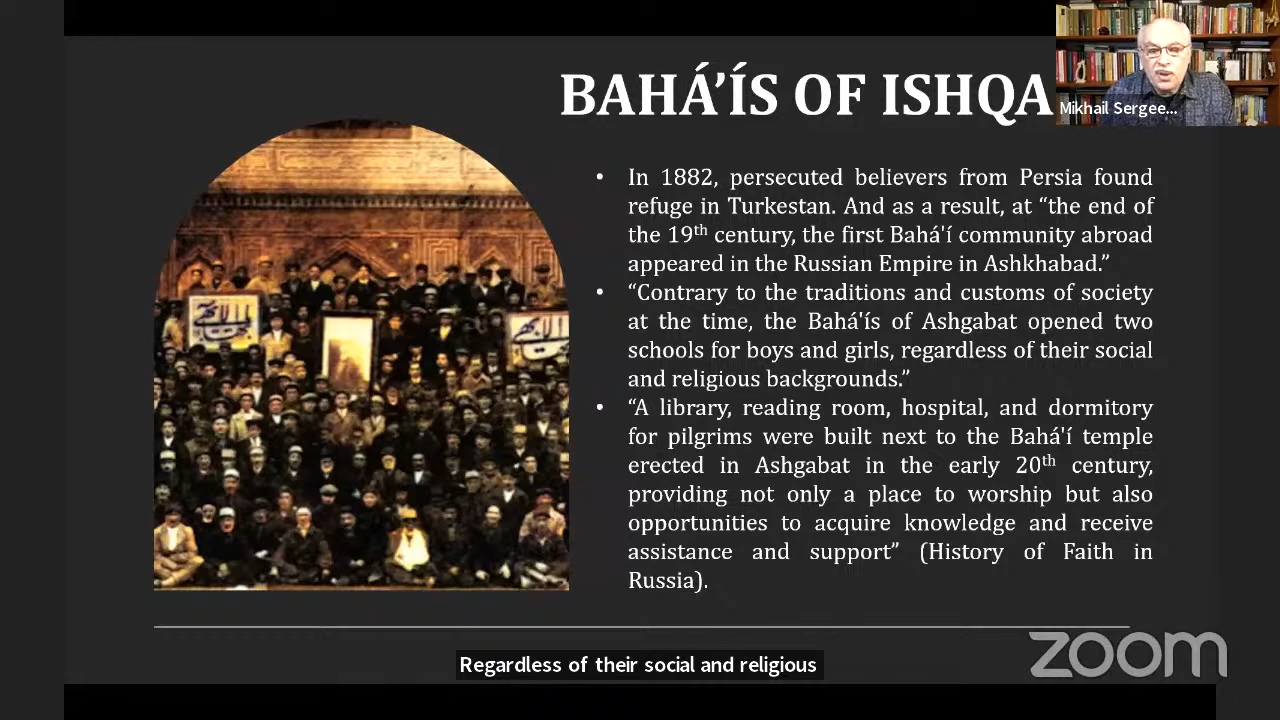 BAHÁ’ÍS OF ISHQA
Mikhail Sergee...
• In 1882, persecuted believers from Persia found
refuge in Turkestan. And as a result, at “the end of
the 19th century, the first Bahá'í community abroad
appeared in the Russian Empire in Ashkhabad.”
• “Contrary to the traditions and customs of society
at the time, the Bahá'ís of Ashgabat opened two
schools for boys and girls, regardless of their social
and religious backgrounds.”
• “A library, reading room, hospital, and dormitory
for pilgrims were built next to the Bahá'í temple
erected in Ashgabat in the early 20th century,
providing not only a place to worship but also
opportunities to acquire knowledge and receive
assistance and support” (History of Faith in
Russia).
zoom
Regardless of their social and religious